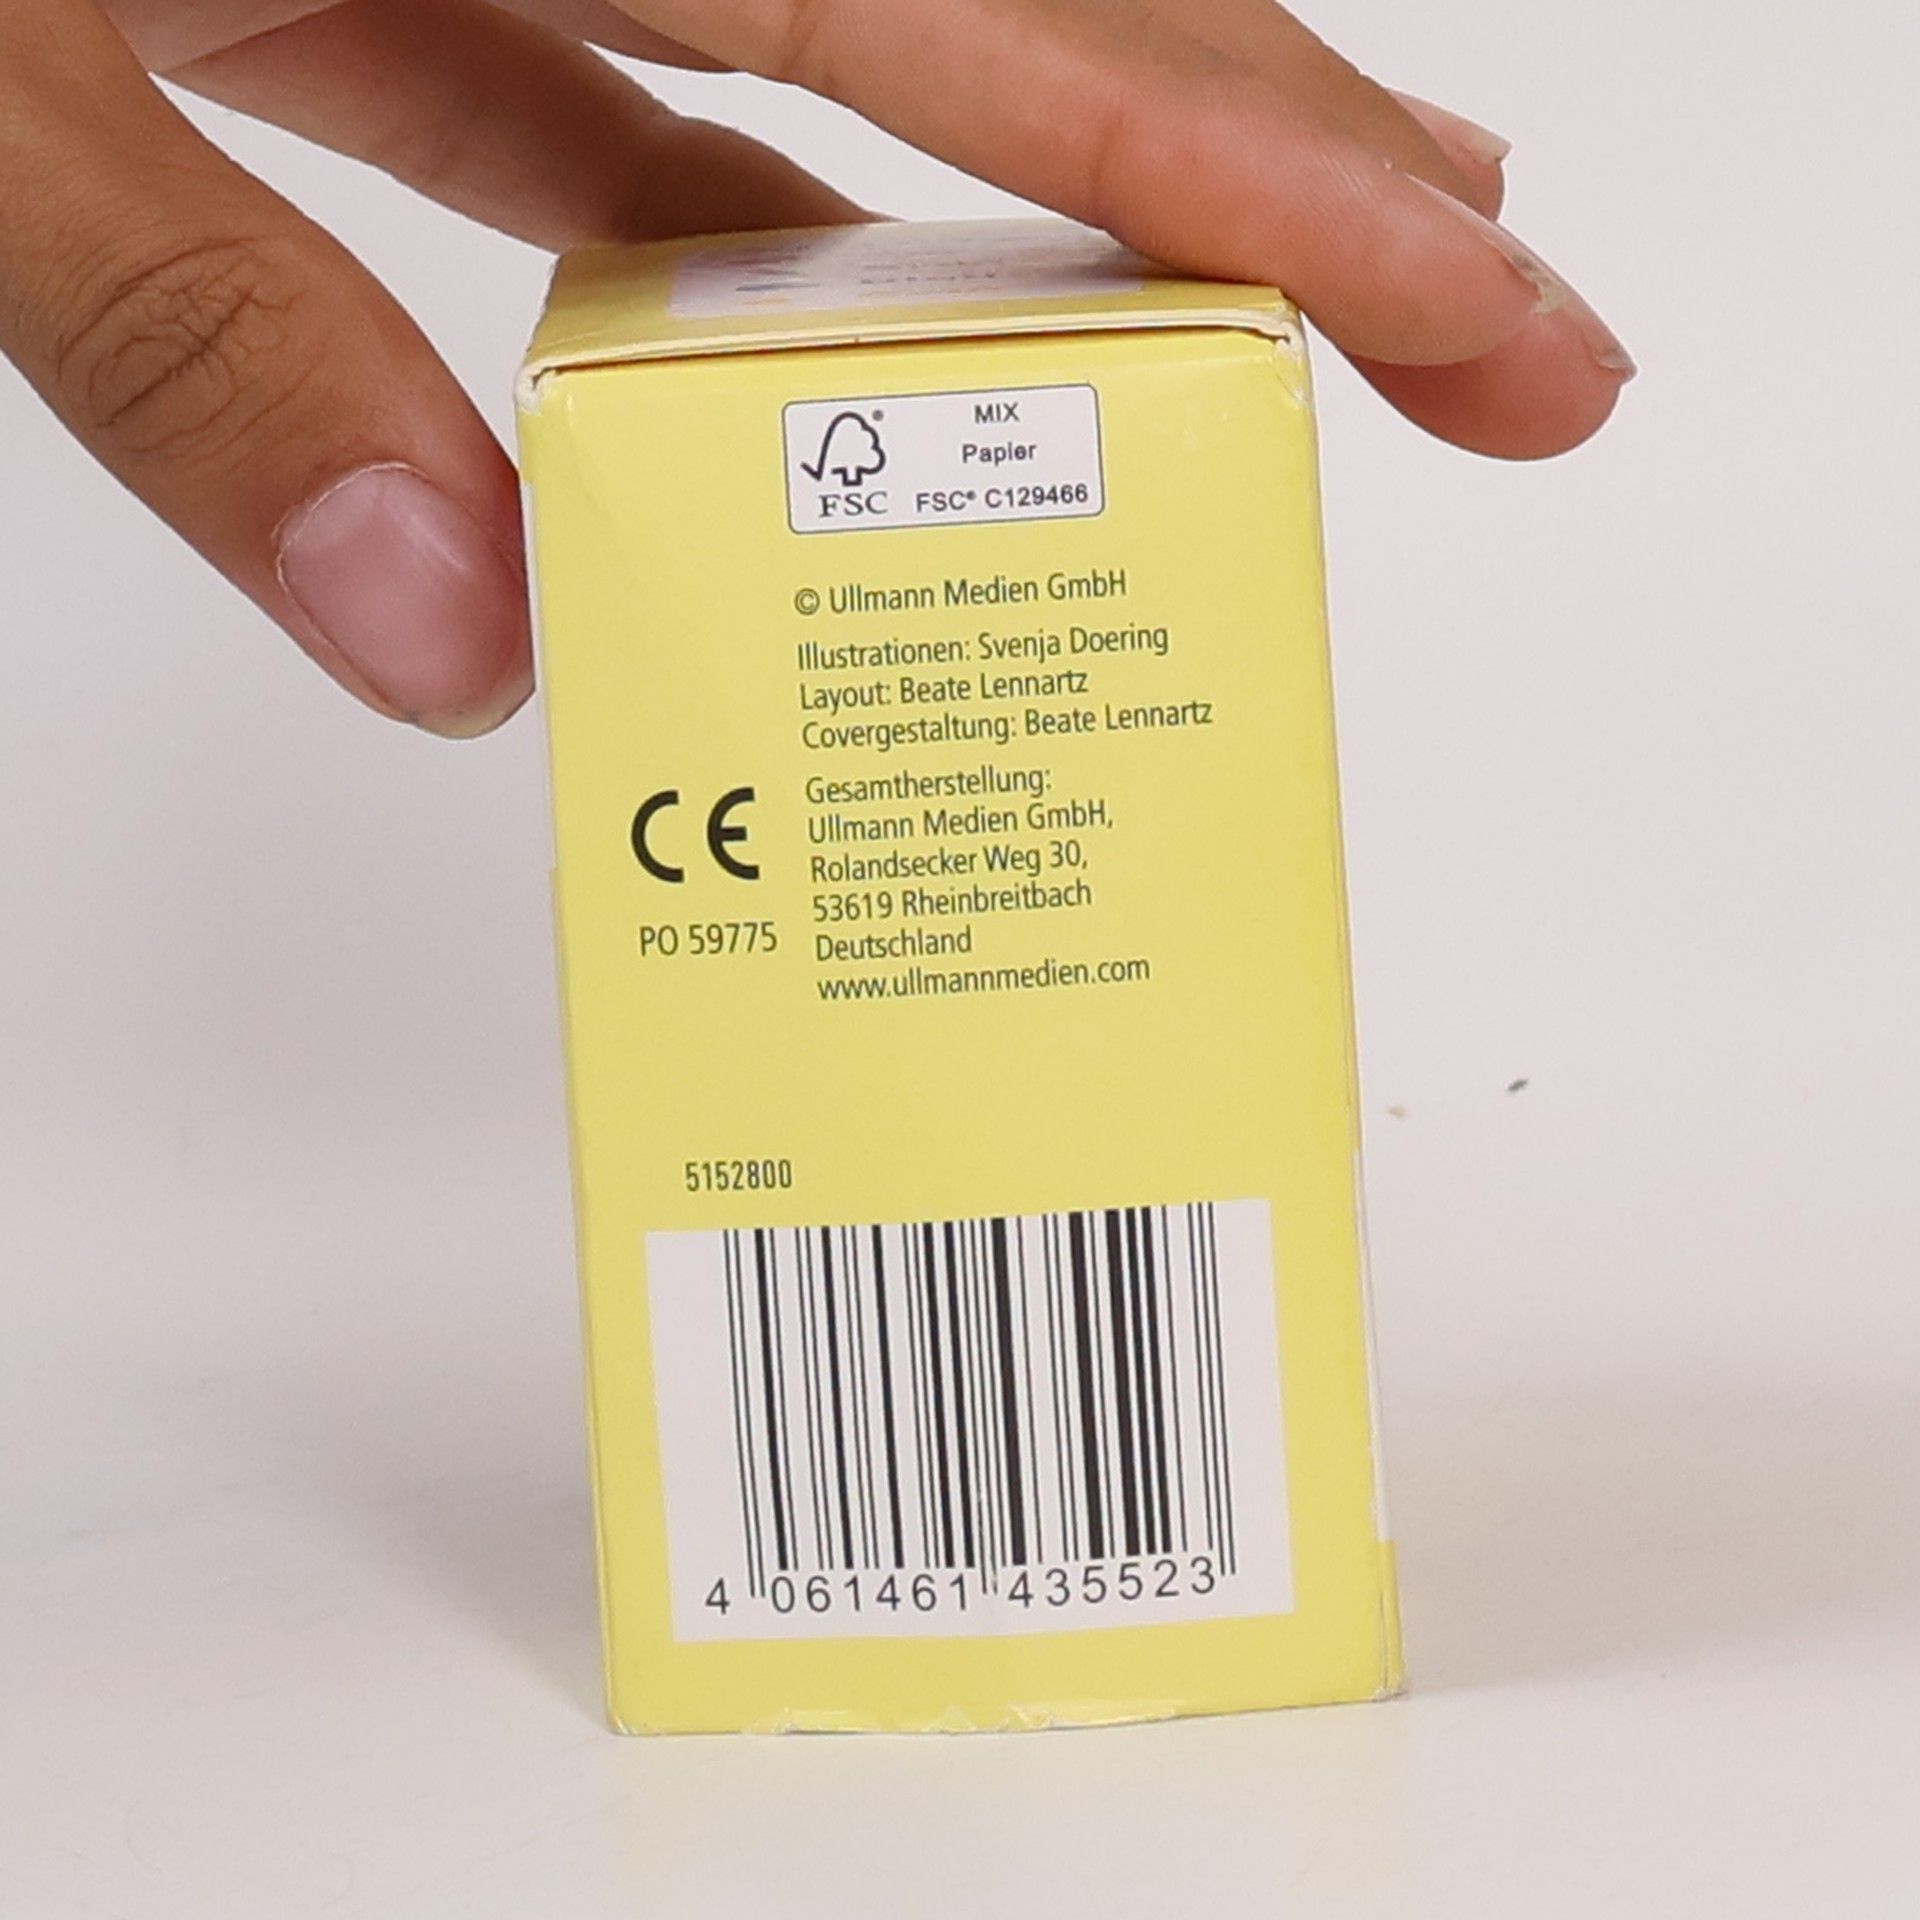 MIX
Papier
FSC® C129466
FSC
© Ullmann Medien GmbH
Illustrationen: Svenja Doering
Layout: Beate Lennartz
Covergestaltung: Beate Lennartz
Gesamtherstellung:
Ullmann Medien GmbH,
Rolandsecker Weg 30,
53619 Rheinbreitbach
Deutschland
www.ullmannmedien.com
CE
PO 59775
5152800
4 061461 435523